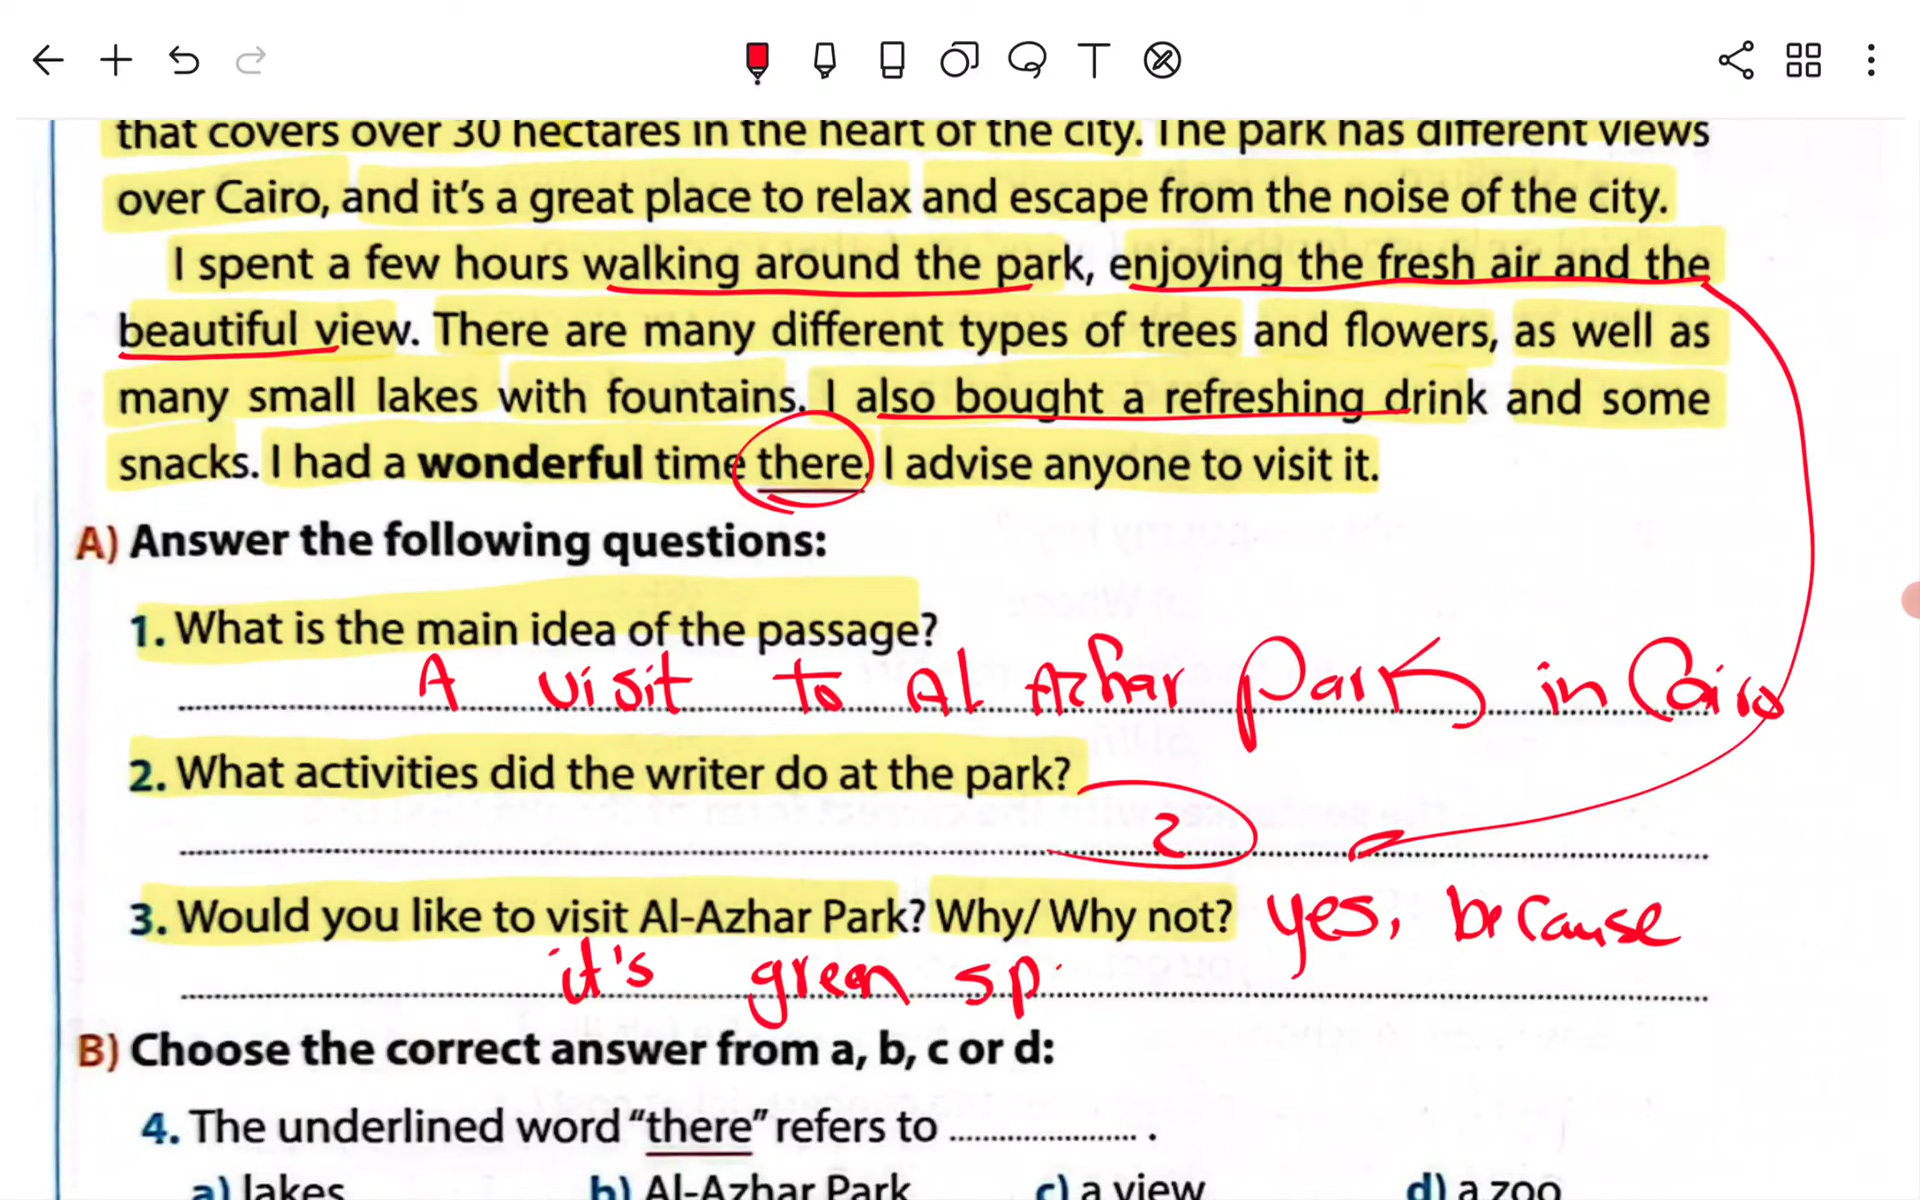 that covers over 30 hectares in the heart of the city. The park has different views
over Cairo, and it's a great place to relax and escape from the noise of the city.
I spent a few hours walking around the park, enjoying the fresh air and the
beautiful view. There are many different types of trees and flowers, as well as
many small lakes with fountains. I also bought a refreshing drink and some
snacks. I had a wonderful time there. I advise anyone to visit it.
A) Answer the following questions:
1. What is the main idea of the passage?
A visit to Al Azhar Park in Cairo
2. What activities did the writer do at the park?
2
3. Would you like to visit Al-Azhar Park? Why/ Why not? yes, because
it's green sp
B) Choose the correct answer from a, b, c or d:
4. The underlined word "there" refers to .................... .
a) lakes b) Al-Azhar Park c) a view d) a zoo